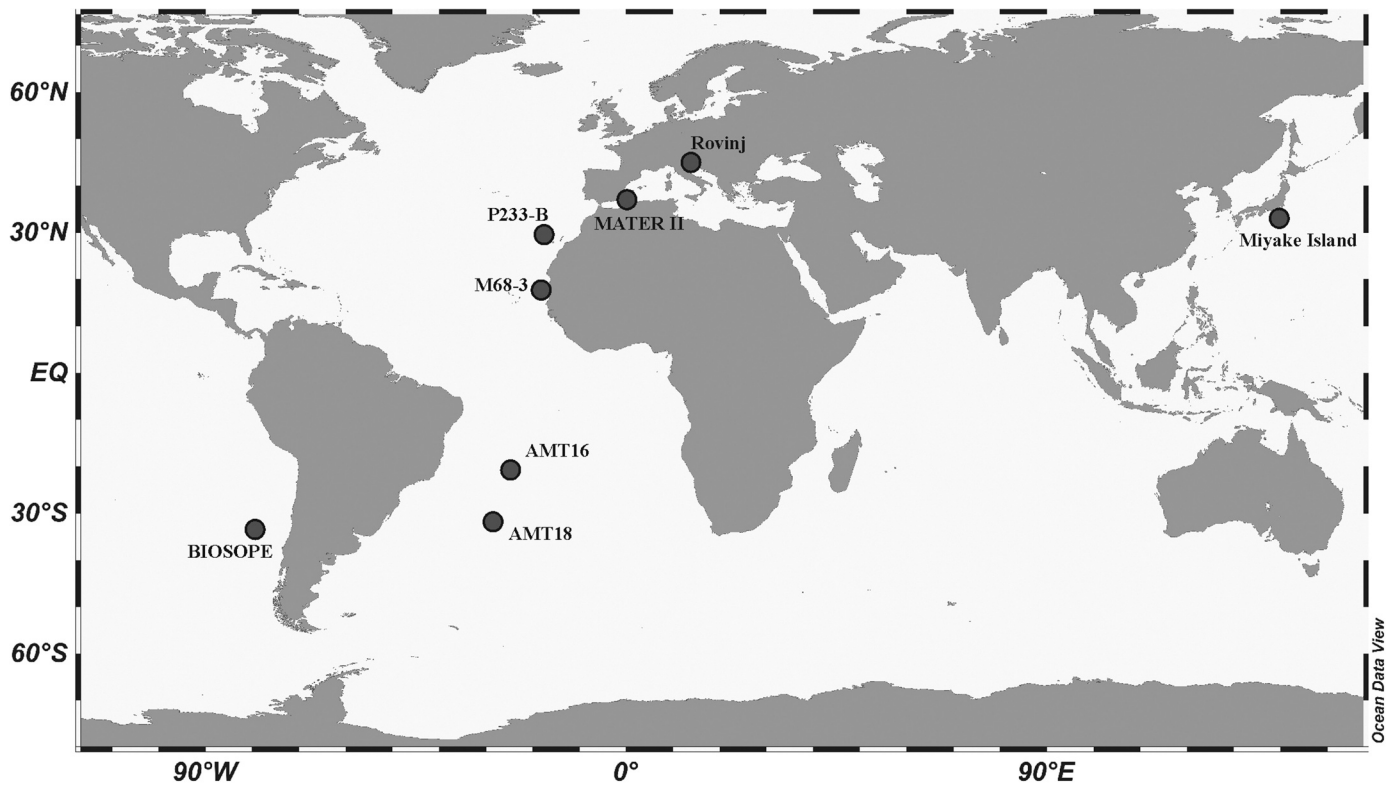 60°N
Rovinj
P233-B
MATER II
30°N
Miyake Island
M68-3
EQ
AMT16
30°S
AMT18
BIOSOPE
60°S
Ocean Data View
90°W
0°
90°E